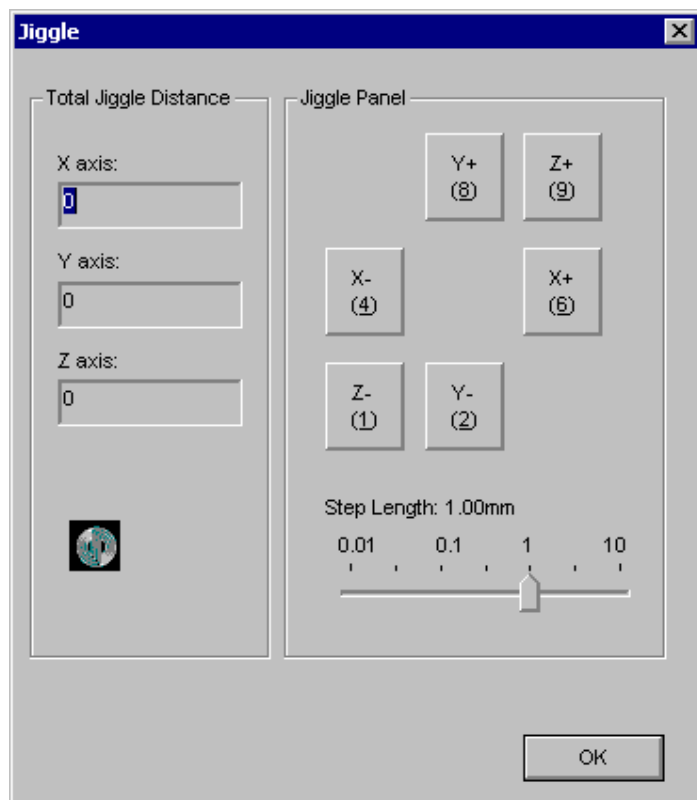 Jiggle
Total Jiggle Distance
X axis:
0
Y axis:
0
Z axis:
0
Jiggle Panel
Y+
(8)
Z+
(9)
X-
(4)
X+
(6)
Z-
(1)
Y-
(2)
Step Length: 1.00mm
0.01 0.1 1 10
OK